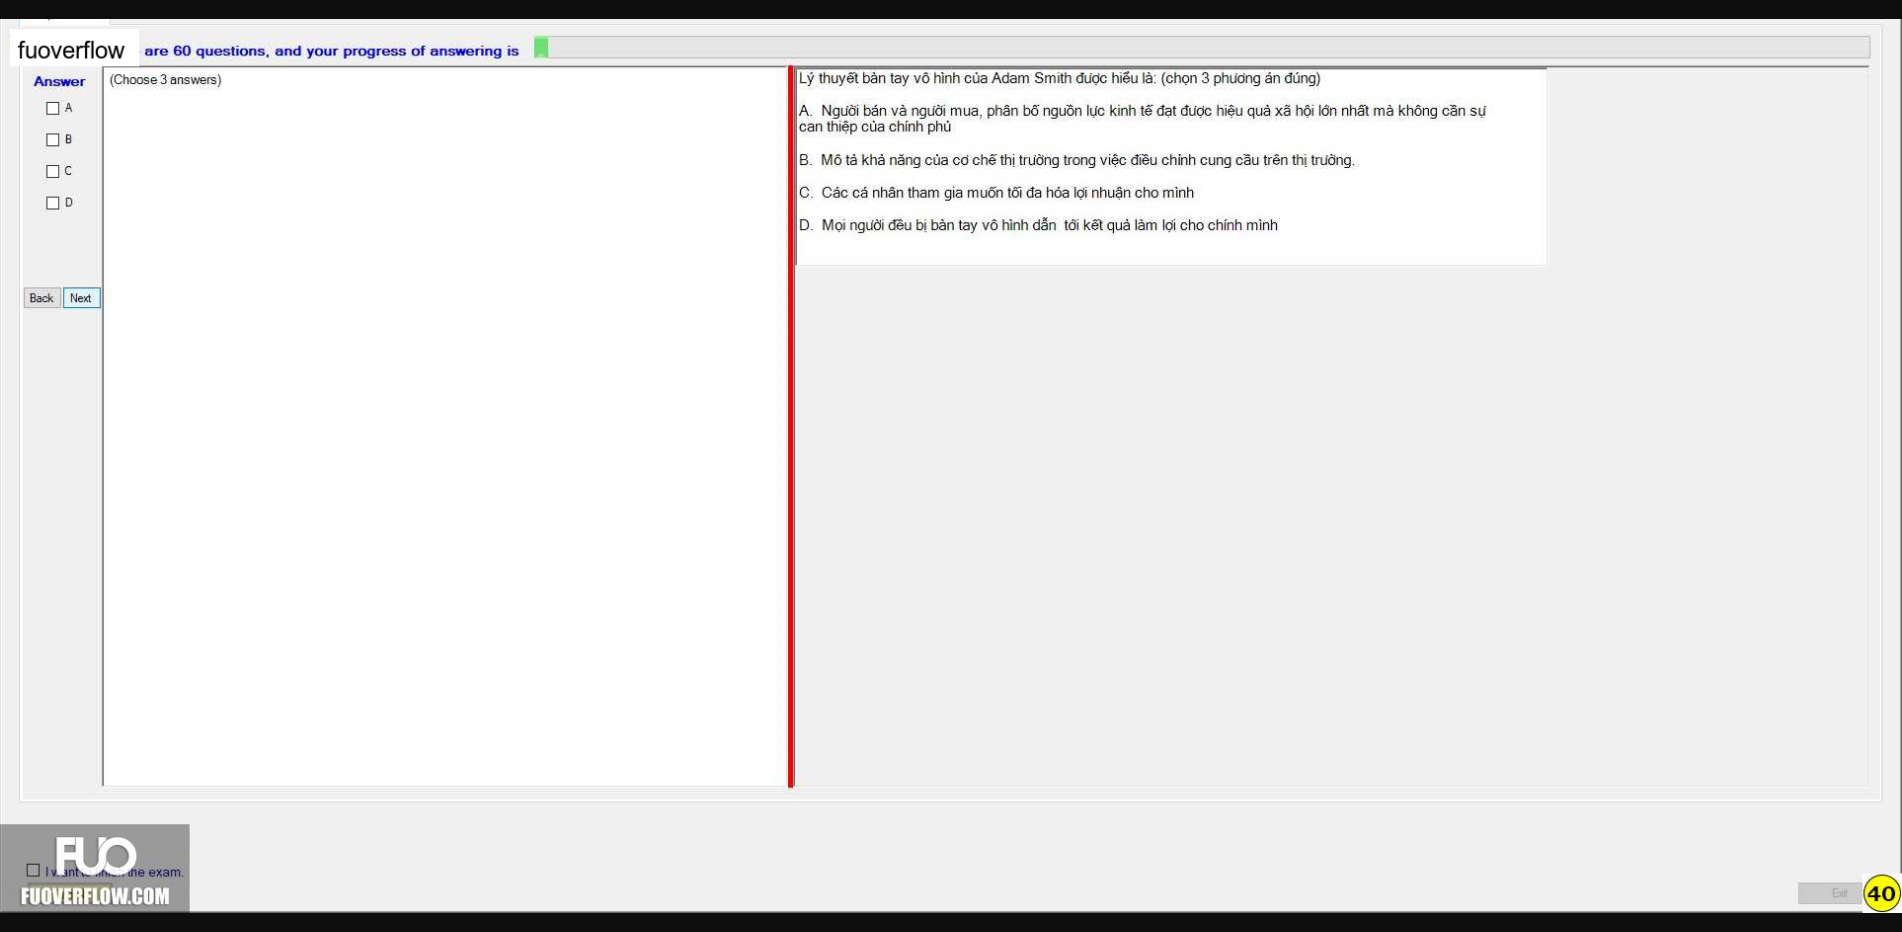 fuoverflow are 60 questions, and your progress of answering is
Answer
(Choose 3 answers)
A
B
C
D
Back Next
Lý thuyết bàn tay vô hình của Adam Smith được hiểu là: (chọn 3 phương án đúng)
A. Người bán và người mua, phân bổ nguồn lực kinh tế đạt được hiệu quả xã hội lớn nhất mà không cần sự
can thiệp của chính phủ
B. Mô tả khả năng của cơ chế thị trường trong việc điều chỉnh cung cầu trên thị trường.
C. Các cá nhân tham gia muốn tối đa hóa lợi nhuận cho mình
D. Mọi người đều bị bàn tay vô hình dẫn tới kết quả làm lợi cho chính mình
FUO
I want to finish the exam.
FUOVERFLOW.COM
Exit
40